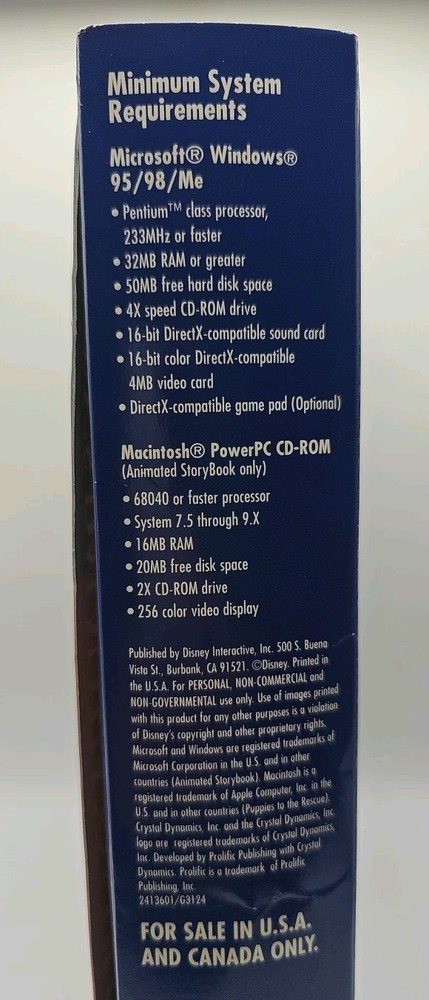 Minimum System
Requirements
Microsoft® Windows®
95/98/Me
• Pentium™ class processor,
233MHz or faster
• 32MB RAM or greater
• 50MB free hard disk space
• 4X speed CD-ROM drive
• 16-bit DirectX-compatible sound card
• 16-bit color DirectX-compatible
4MB video card
• DirectX-compatible game pad (Optional)
Macintosh® PowerPC CD-ROM
(Animated StoryBook only)
• 68040 or faster processor
• System 7.5 through 9.X
• 16MB RAM
• 20MB free disk space
• 2X CD-ROM drive
• 256 color video display
Published by Disney Interactive, Inc. 500 S. Buena
Vista St., Burbank, CA 91521. ©Disney. Printed in
the U.S.A. For PERSONAL, NON-COMMERCIAL and
NON-GOVERNMENTAL use only. Use of images printed
with this product for any other purposes is a violation
of Disney's copyright and other proprietary rights.
Microsoft and Windows are registered trademarks of
Microsoft Corporation in the U.S. and in other
countries (Animated Storybook). Macintosh is a
registered trademark of Apple Computer, Inc. in the
U.S. and in other countries (Puppies to the Rescue).
Crystal Dynamics, Inc. and the Crystal Dynamics, Inc.
logo are registered trademarks of Crystal Dynamics,
Inc. Developed by Prolific Publishing with Crystal
Dynamics. Prolific is a trademark of Prolific
Publishing, Inc.
2413601/G3124
FOR SALE IN U.S.A.
AND CANADA ONLY.